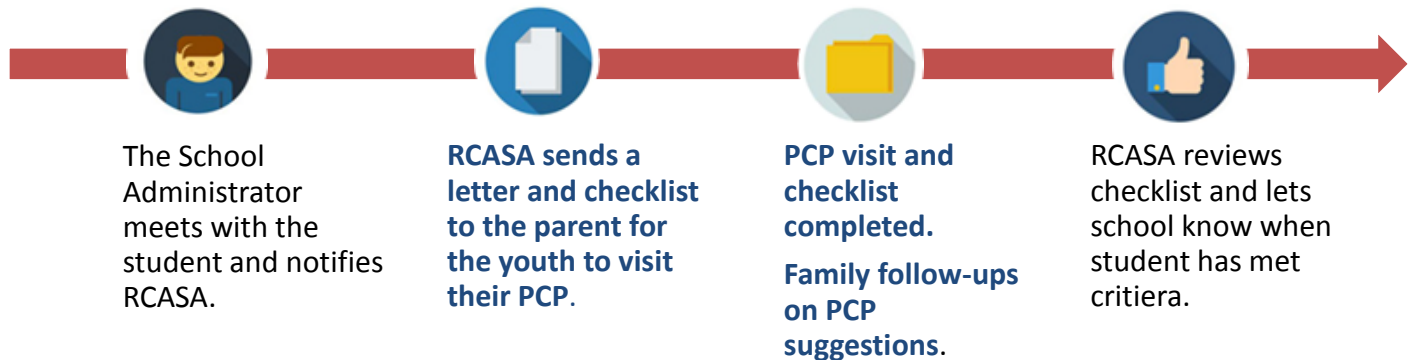 The School
Administrator
meets with the
student and notifies
RCASA.
RCASA sends a
letter and checklist
to the parent for
the youth to visit
their PCP.
PCP visit and
checklist
completed.
Family follow-ups
on PCP
suggestions.
RCASA reviews
checklist and lets
school know when
student has met
critiera.